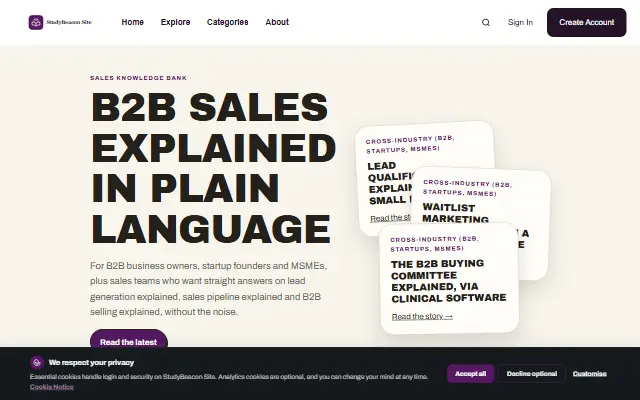 StudyBeacon Site
Home Explore Categories About
Sign In
Create Account
SALES KNOWLEDGE BANK
B2B SALES
EXPLAINED
IN PLAIN
LANGUAGE
For B2B business owners, startup founders and MSMEs,
plus sales teams who want straight answers on lead
generation explained, sales pipeline explained and B2B
selling explained, without the noise.
Read the latest
CROSS-INDUSTRY (B2B,
STARTUPS, MSMES)
LEAD
Read the
CROSS-INDUSTRY (B2B,
STARTUPS, MSMES)
WAITLIST
MARKETING
CROSS-INDUSTRY (B2B,
STARTUPS, MSMES)
THE B2B BUYING
COMMITTEE
EXPLAINED, VIA
CLINICAL SOFTWARE
Read the story →
We respect your privacy
Essential cookies handle login and security on StudyBeacon Site. Analytics cookies are optional, and you can change your mind at any time.
Cookie Notice
Accept all
Decline optional
Customise